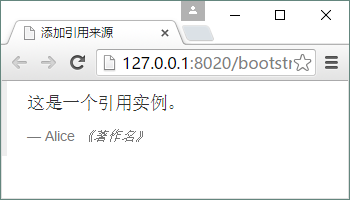 添加引用来源
127.0.0.1:8020/bootstr
这是一个引用实例。
— Alice 《著作名》